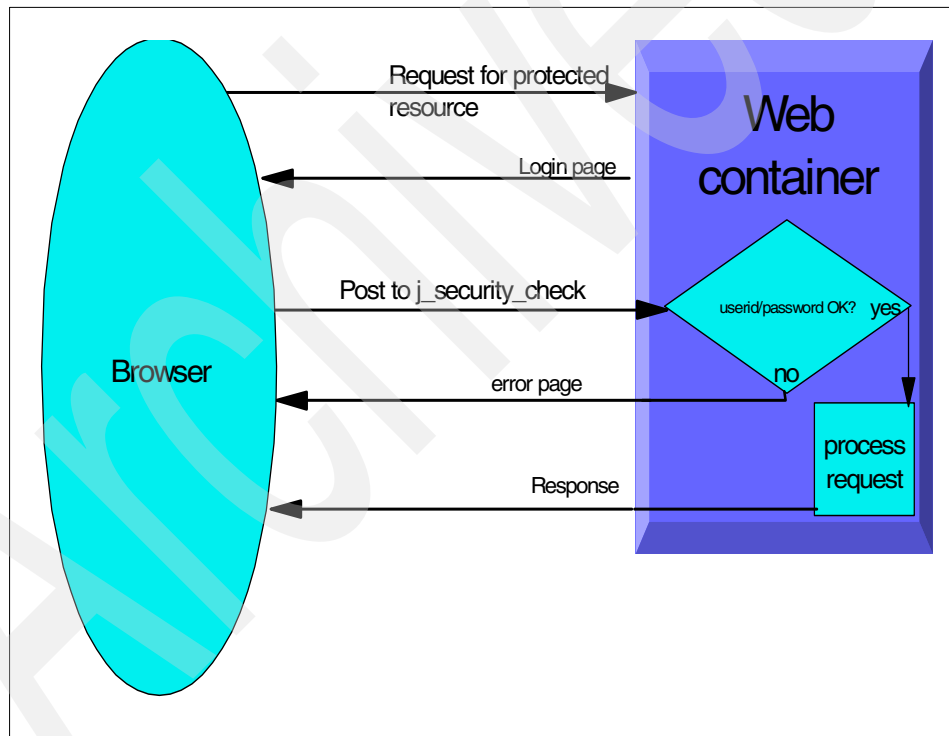 Request for protected
resource
Web
container
Login page
Post to j_security_check
userid/password OK?
yes
Browser
no
error page
process
request
Response
Archive